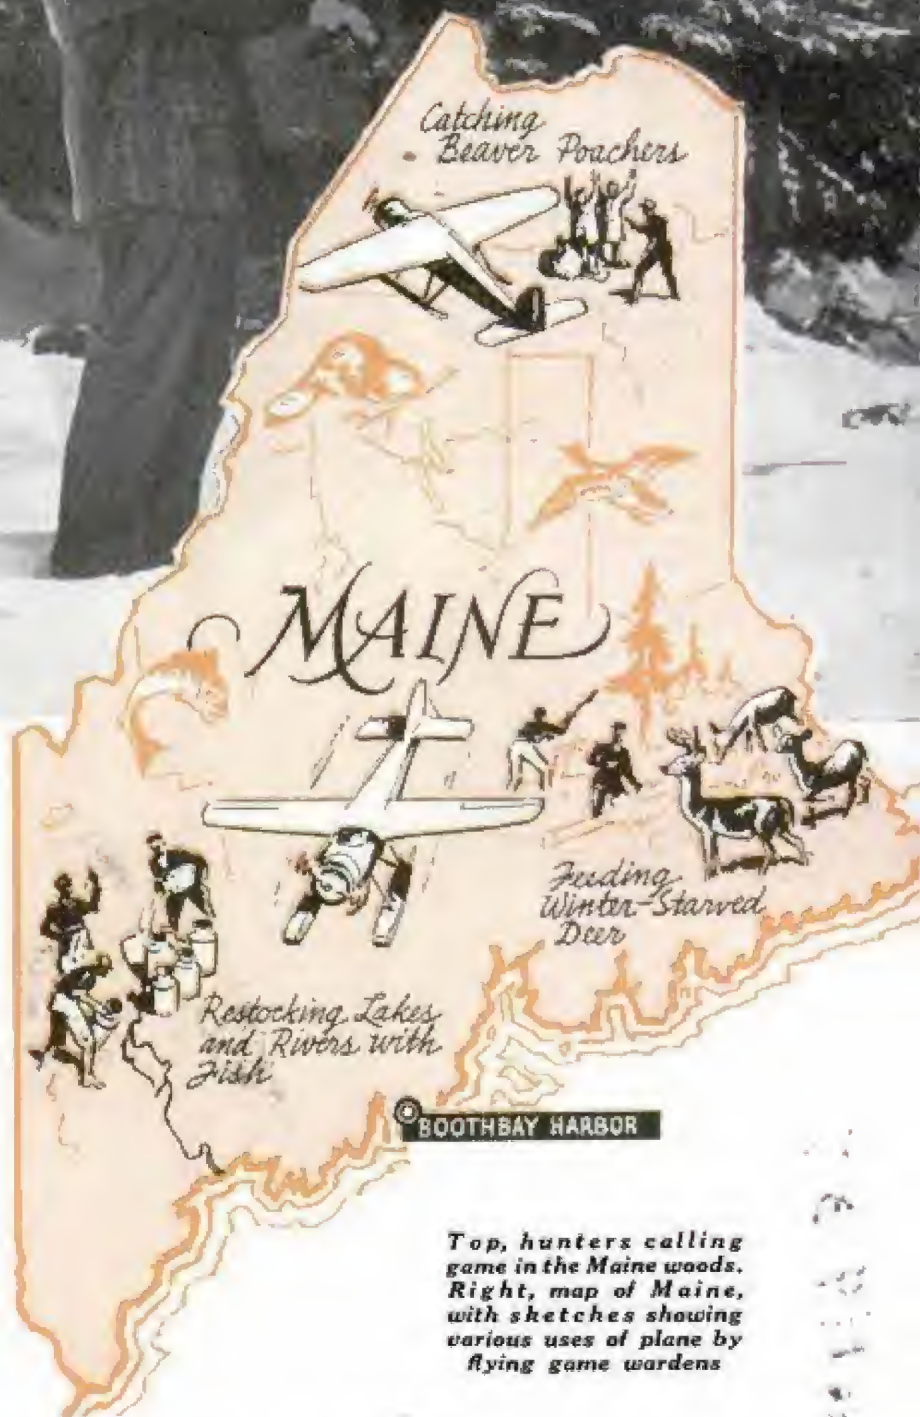 Catching
Beaver Poachers
MAINE
Feeding
Winter-Starved
Deer
Restocking Lakes
and Rivers with
Fish
BOOTHBAY HARBOR
Top, hunters calling
game in the Maine woods.
Right, map of Maine,
with sketches showing
various uses of plane by
flying game wardens